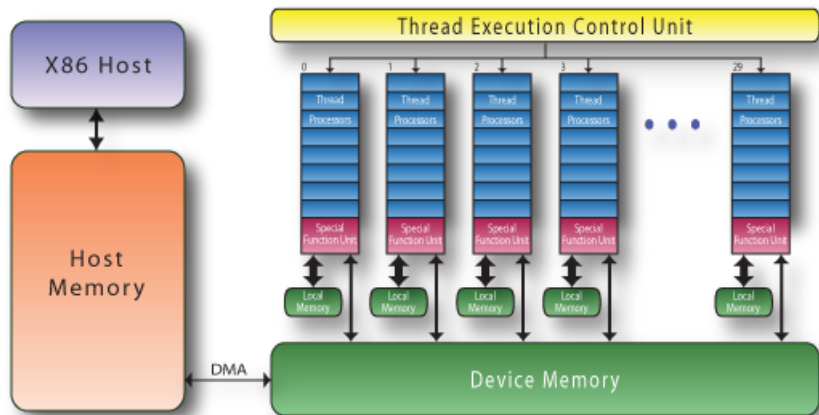 Thread Execution Control Unit
X86 Host
0
1
2
3
29
Thread
Processors
Thread
Processors
Thread
Processors
Thread
Processors
Thread
Processors
Special
Function Unit
Special
Function Unit
Special
Function Unit
Special
Function Unit
Special
Function Unit
Host
Memory
Local
Memory
Local
Memory
Local
Memory
Local
Memory
Local
Memory
DMA
Device Memory